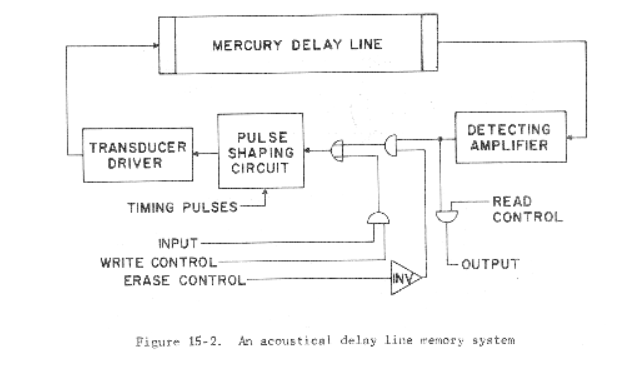 MERCURY DELAY LINE
TRANSDUCER
DRIVER
PULSE
SHAPING
CIRCUIT
DETECTING
AMPLIFIER
TIMING PULSES
READ
CONTROL
INPUT
WRITE CONTROL
ERASE CONTROL
INV
OUTPUT
Figure 15-2. An acoustical delay line memory system